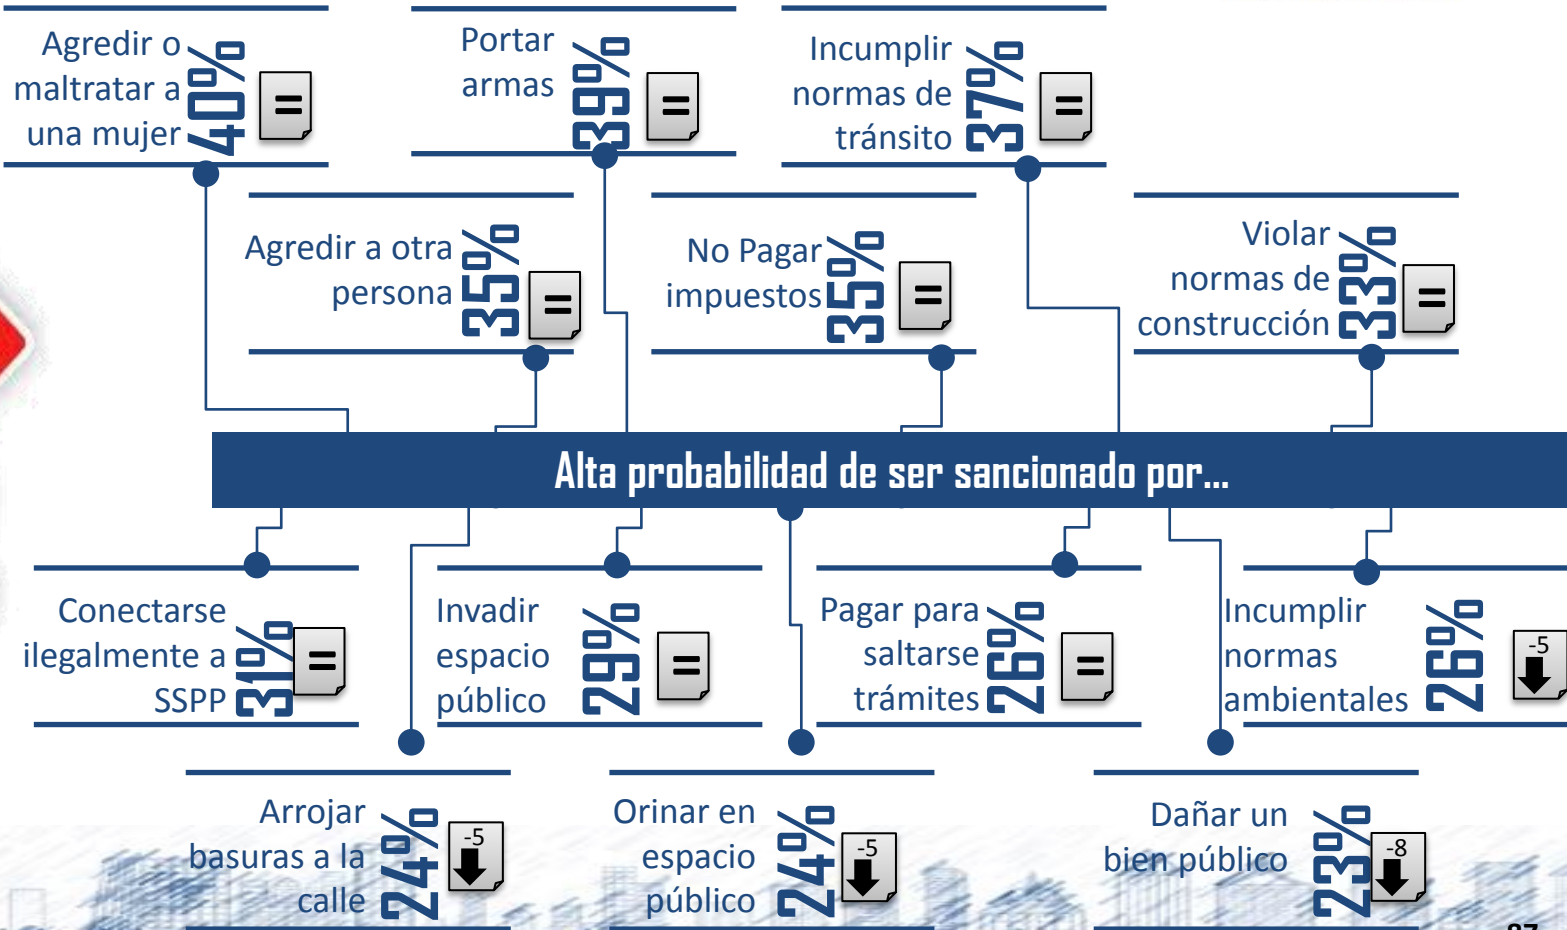 Agredir o
maltratar a
una mujer
40%
=
Portar
armas
39%
=
Incumplir
normas de
tránsito
37%
=
Agredir a otra
persona
35%
=
No Pagar
impuestos
35%
=
Violar
normas de
construcción
33%
=
Alta probabilidad de ser sancionado por...
Conectarse
ilegalmente a
SSPP
31%
=
Invadir
espacio
público
29%
=
Pagar para
saltarse
trámites
26%
=
Incumplir
normas
ambientales
26%
-5
Arrojar
basuras a la
calle
24%
-5
Orinar en
espacio
público
24%
-5
Dañar un
bien público
23%
-8